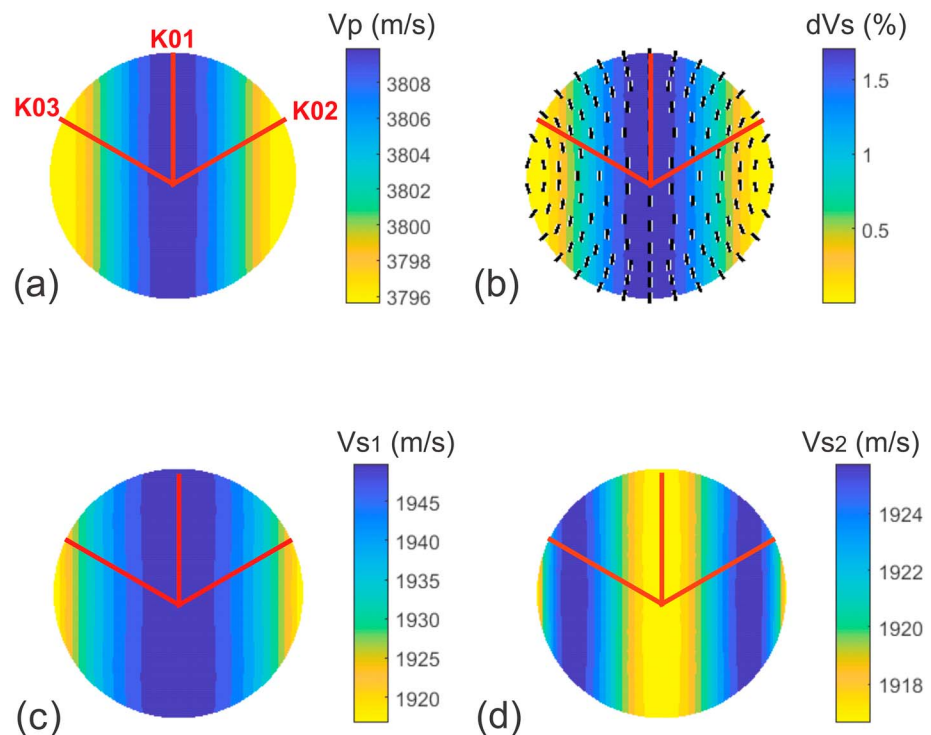 Vp (m/s)
K01
K03
K02
3808
3806
3804
3802
3800
3798
3796
(a)
dVs (%)
1.5
1
0.5
(b)
Vs1 (m/s)
1945
1940
1935
1930
1925
1920
(c)
Vs2 (m/s)
1924
1922
1920
1918
(d)